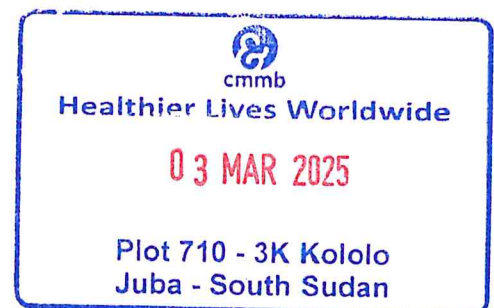 cmmb
Healthier Lives Worldwide
03 MAR 2025
Plot 710 - 3K Kololo
Juba - South Sudan